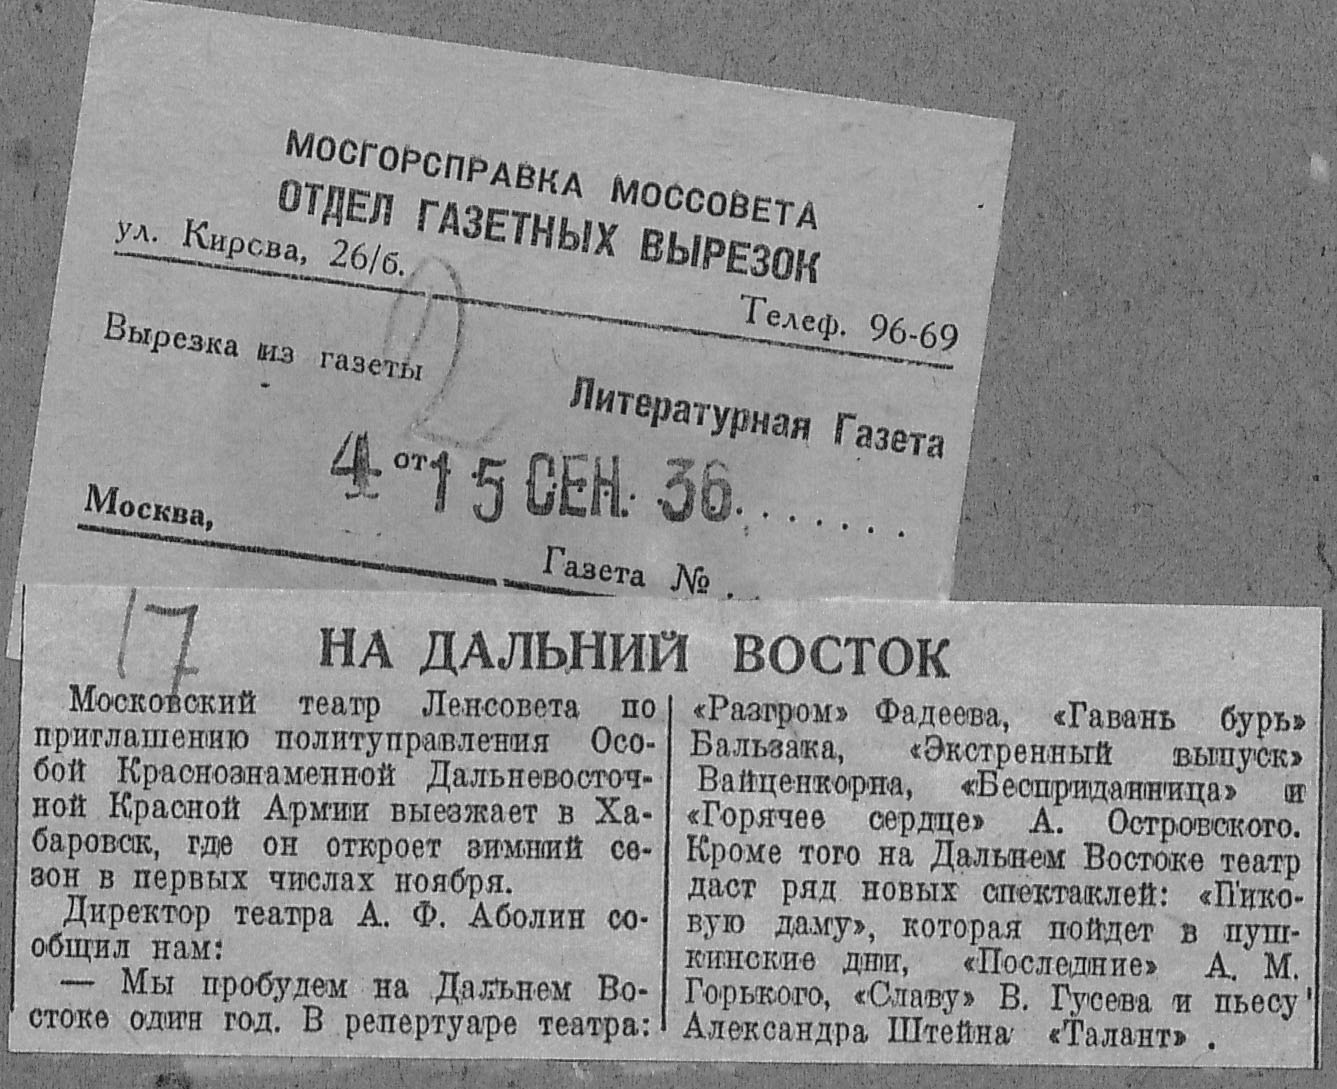 МОСГОРСПРАВКА МОССОВЕТА
ОТДЕЛ ГАЗЕТНЫХ ВЫРЕЗОК
ул. Кирова, 26/б.
Телеф. 96-69
Вырезка из газеты
2
Литературная Газета
4 от 15 СЕН. 36 . . . . . . .
Москва,
Газета № .
17
НА ДАЛЬНИЙ ВОСТОК
Московский театр Ленсовета по
приглашению политуправления Осо-
бой Краснознаменной Дальневосточ-
ной Красной Армии выезжает в Ха-
баровск, где он откроет зимний се-
зон в первых числах ноября.
Директор театра А. Ф. Аболин со-
общил нам:
— Мы пробудем на Дальнем Во-
стоке один год. В репертуаре театра:
«Разгром» Фадеева, «Гавань бурь»
Бальзака, «Экстренный выпуск»
Вайценкорна, «Бесприданница» и
«Горячее сердце» А. Островского.
Кроме того на Дальнем Востоке театр
даст ряд новых спектаклей: «Пико-
вую даму», которая пойдет в пуш-
кинские дни, «Последние» А. М.
Горького, «Славу» В. Гусева и пьесу
Александра Штейна «Талант» .